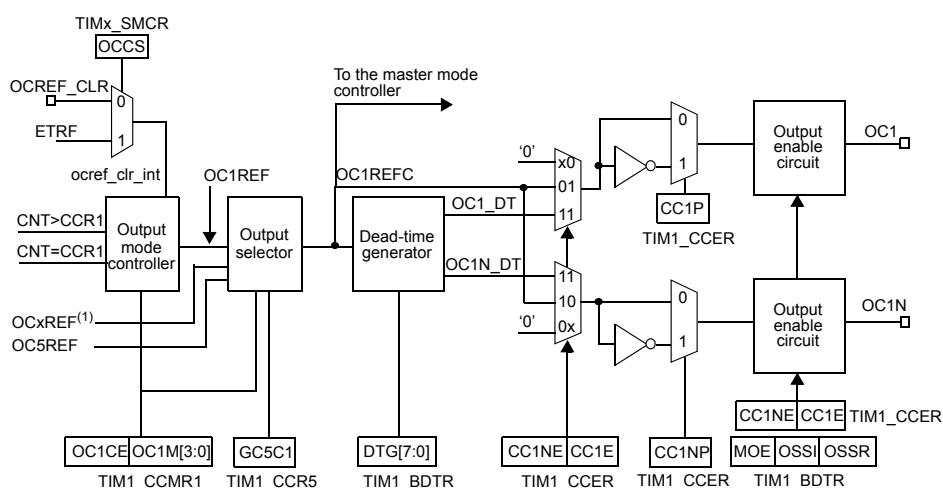 TIMx_SMCR
OCCS
OCREF_CLR
0
ETRF
1
ocref_clr_int
To the master mode
controller
OC1REF
OC1REFC
CNT>CCR1
CNT=CCR1
Output
mode
controller
Output
selector
Dead-time
generator
OC1_DT
OC1N_DT
OCxREF(1)
OC5REF
'0'
x0
01
11
11
10
'0'
0x
0
1
CC1P
TIM1_CCER
0
1
Output
enable
circuit
OC1
Output
enable
circuit
OC1N
CC1NE CC1E TIM1_CCER
OC1CE OC1M[3:0]
TIM1_CCMR1
GC5C1
TIM1_CCR5
DTG[7:0]
TIM1_BDTR
CC1NE CC1E
TIM1_CCER
CC1NP
TIM1_CCER
MOE OSSI OSSR
TIM1_BDTR